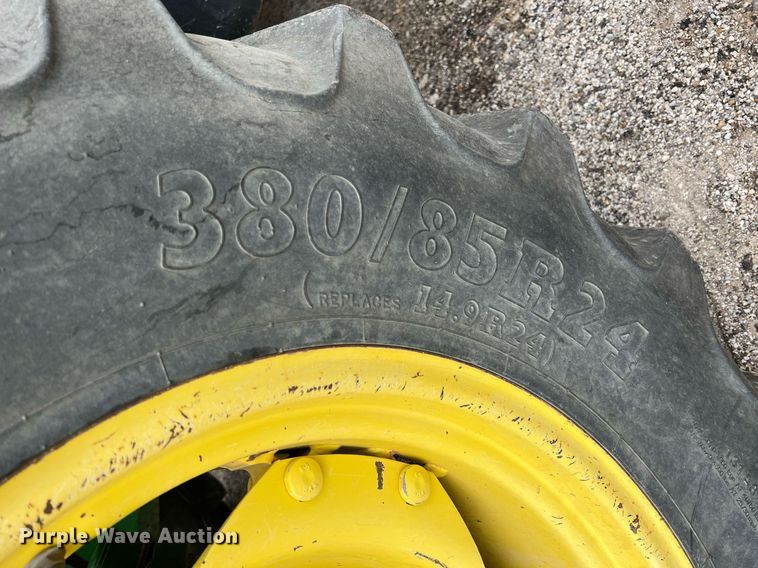 380/85R24
(REPLACES 14.9R24)
Purple Wave Auction®